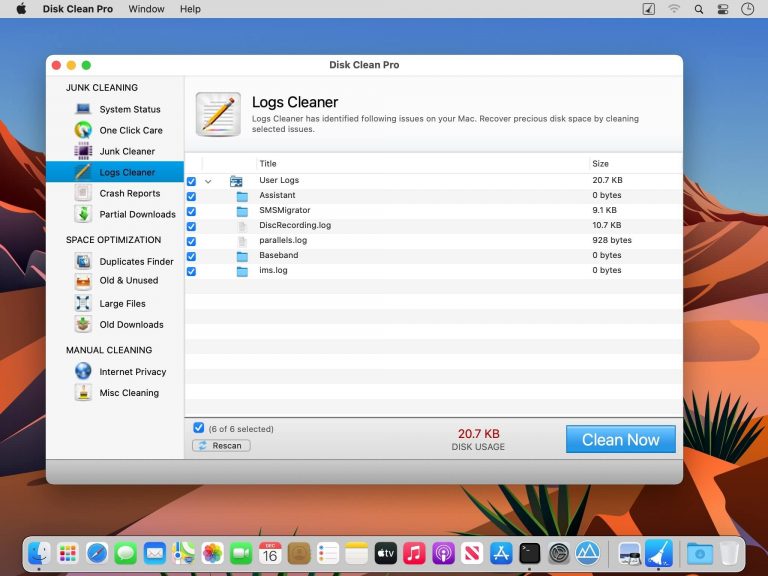 Disk Clean Pro Window Help
Disk Clean Pro
JUNK CLEANING
System Status
One Click Care
Junk Cleaner
Logs Cleaner
Crash Reports
Partial Downloads
SPACE OPTIMIZATION
Duplicates Finder
Old & Unused
Large Files
Old Downloads
MANUAL CLEANING
Internet Privacy
Misc Cleaning
Logs Cleaner
Logs Cleaner has identified following issues on your Mac. Recover precious disk space by cleaning
selected issues.
Title Size
User Logs 20.7 KB
Assistant 0 bytes
SMSMigrator 9.1 KB
DiscRecording.log 10.7 KB
parallels.log 928 bytes
Baseband 0 bytes
ims.log 0 bytes
(6 of 6 selected)
Rescan
20.7 KB
DISK USAGE
Clean Now
DEC
16
tv